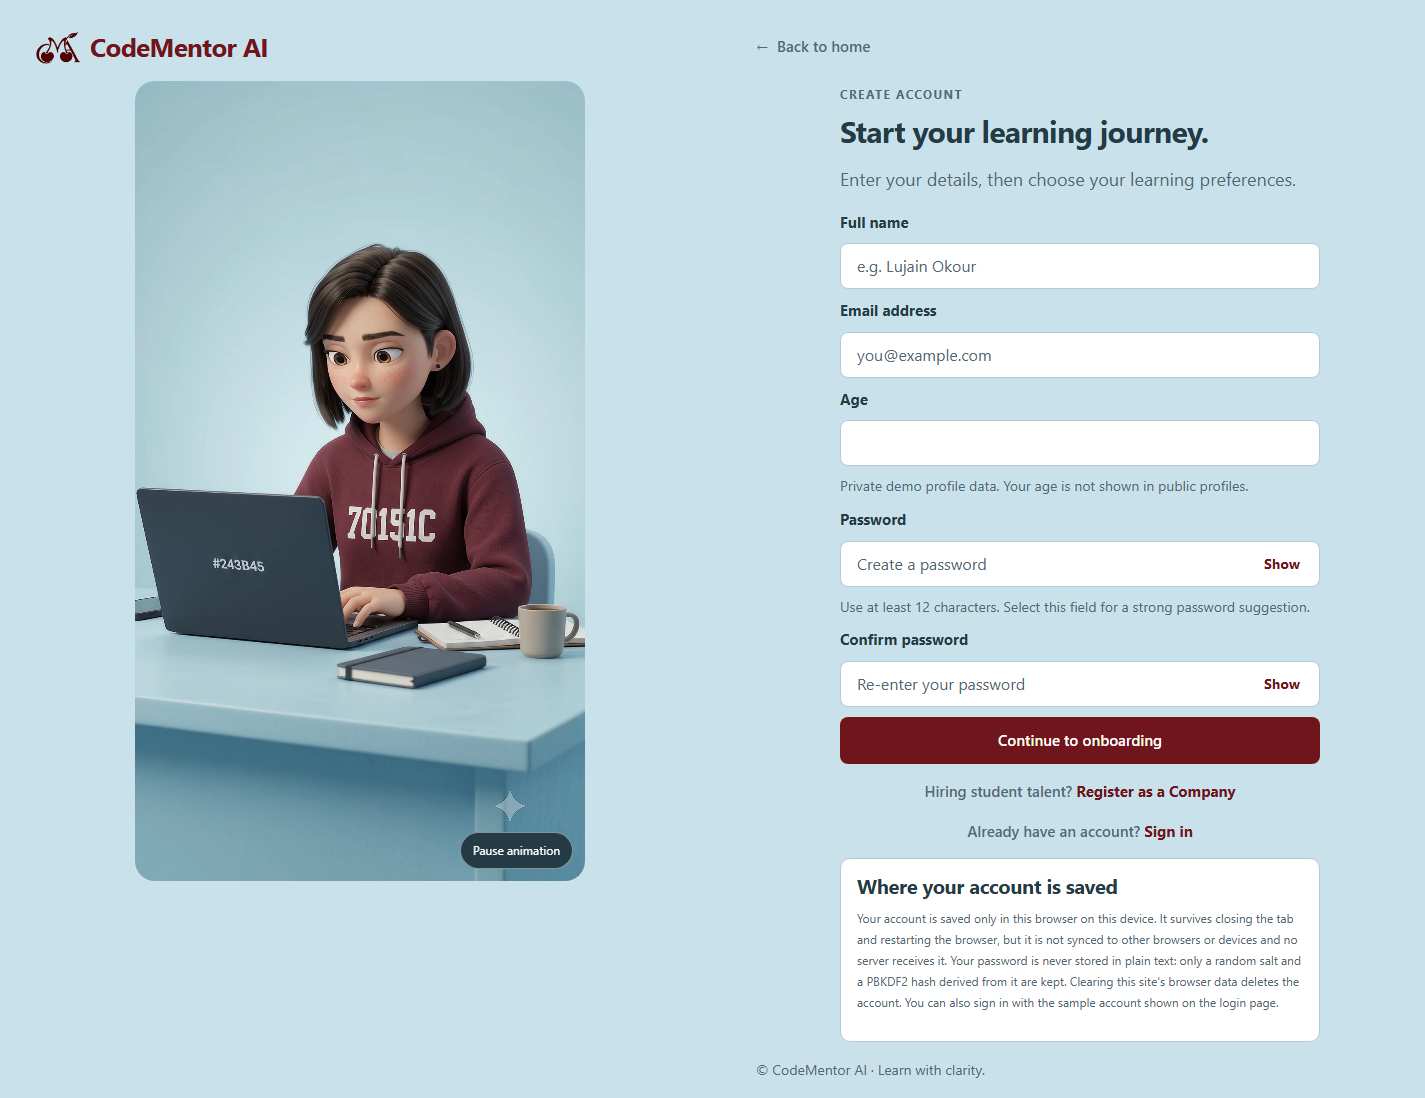 CodeMentor AI
← Back to home
CREATE ACCOUNT
Start your learning journey.
Enter your details, then choose your learning preferences.
Full name
e.g. Lujain Okour
Email address
you@example.com
Age
Private demo profile data. Your age is not shown in public profiles.
Password
Create a password Show
Use at least 12 characters. Select this field for a strong password suggestion.
Confirm password
Re-enter your password Show
Continue to onboarding
Hiring student talent? Register as a Company
Already have an account? Sign in
Where your account is saved
Your account is saved only in this browser on this device. It survives closing the tab
and restarting the browser, but it is not synced to other browsers or devices and no
server receives it. Your password is never stored in plain text: only a random salt and
a PBKDF2 hash derived from it are kept. Clearing this site's browser data deletes the
account. You can also sign in with the sample account shown on the login page.
© CodeMentor AI · Learn with clarity.
70151C
#243B45
Pause animation